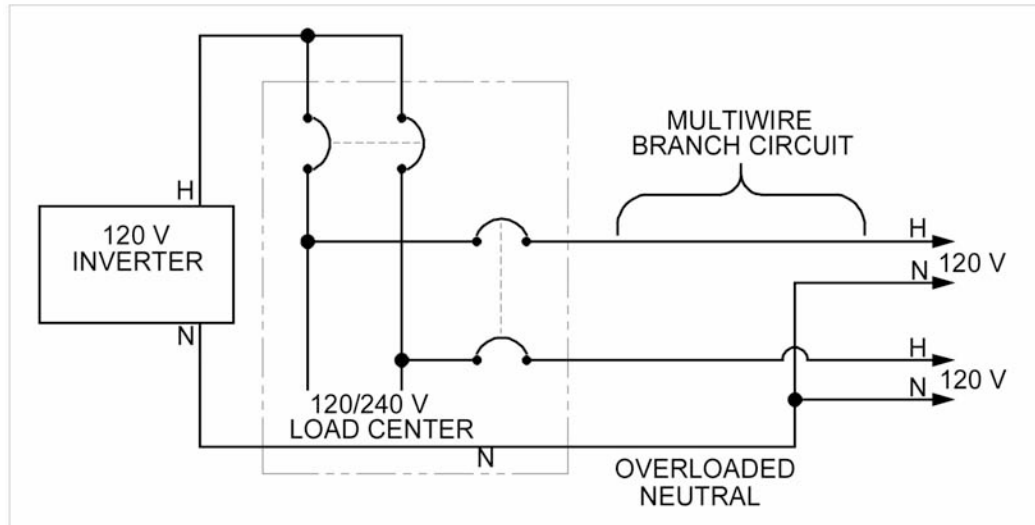 MULTIWIRE
BRANCH CIRCUIT
H
120 V
INVERTER
N
H
N
120 V
H
N
120 V
120/240 V
LOAD CENTER
N
OVERLOADED
NEUTRAL